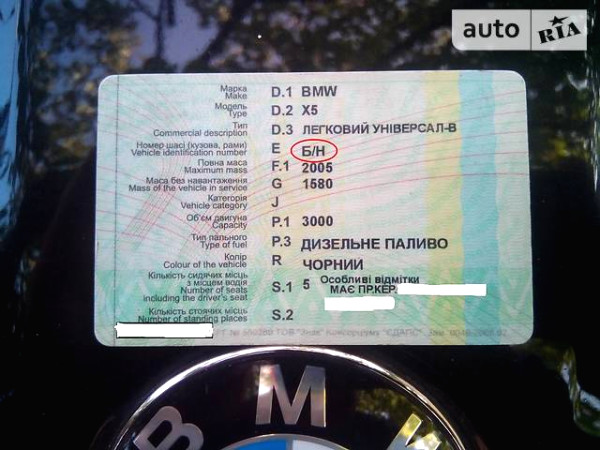 auto RIA
Марка D.1 BMW
Make
Модель D.2 X5
Type
Тип D.3 ЛЕГКОВИЙ УНІВЕРСАЛ-В
Commercial description
Номер шасі (кузова, рами) E Б/Н
Vehicle identification number
Повна маса F.1 2005
Maximum mass
Маса без навантаження G 1580
Mass of the vehicle in service
Категорія J
Vehicle category
Об'єм двигуна P.1 3000
Capacity
Тип пального P.3 ДИЗЕЛЬНЕ ПАЛИВО
Type of fuel
Колір R ЧОРНИЙ
Colour of the vehicle
Кількість сидячих місць S.1 5 Особливі відмітки
з місцем водія МАЄ ПР.КЕР.
Number of seats
including the driver's seat
Кількість стоячих місць S.2
Number of standing places
BMW